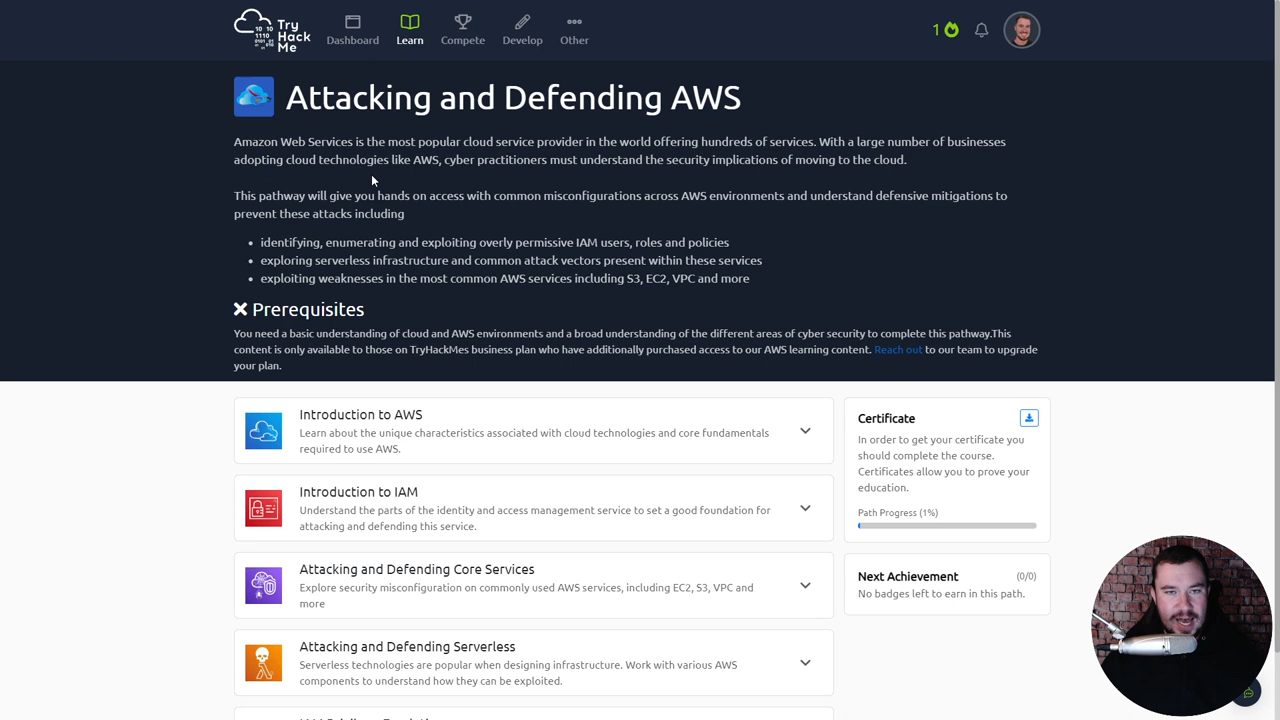 Try
Hack
Me
Dashboard
Learn
Compete
Develop
Other
1
Attacking and Defending AWS
Amazon Web Services is the most popular cloud service provider in the world offering hundreds of services. With a large number of businesses
adopting cloud technologies like AWS, cyber practitioners must understand the security implications of moving to the cloud.
This pathway will give you hands on access with common misconfigurations across AWS environments and understand defensive mitigations to
prevent these attacks including
• identifying, enumerating and exploiting overly permissive IAM users, roles and policies
• exploring serverless infrastructure and common attack vectors present within these services
• exploiting weaknesses in the most common AWS services including S3, EC2, VPC and more
Prerequisites
You need a basic understanding of cloud and AWS environments and a broad understanding of the different areas of cyber security to complete this pathway.This
content is only available to those on TryHackMes business plan who have additionally purchased access to our AWS learning content. Reach out to our team to upgrade
your plan.
Introduction to AWS
Learn about the unique characteristics associated with cloud technologies and core fundamentals
required to use AWS.
Introduction to IAM
Understand the parts of the identity and access management service to set a good foundation for
attacking and defending this service.
Attacking and Defending Core Services
Explore security misconfiguration on commonly used AWS services, including EC2, S3, VPC and
more
Attacking and Defending Serverless
Serverless technologies are popular when designing infrastructure. Work with various AWS
components to understand how they can be exploited.
Certificate
In order to get your certificate you
should complete the course.
Certificates allow you to prove your
education.
Path Progress (1%)
Next Achievement (0/0)
No badges left to earn in this path.